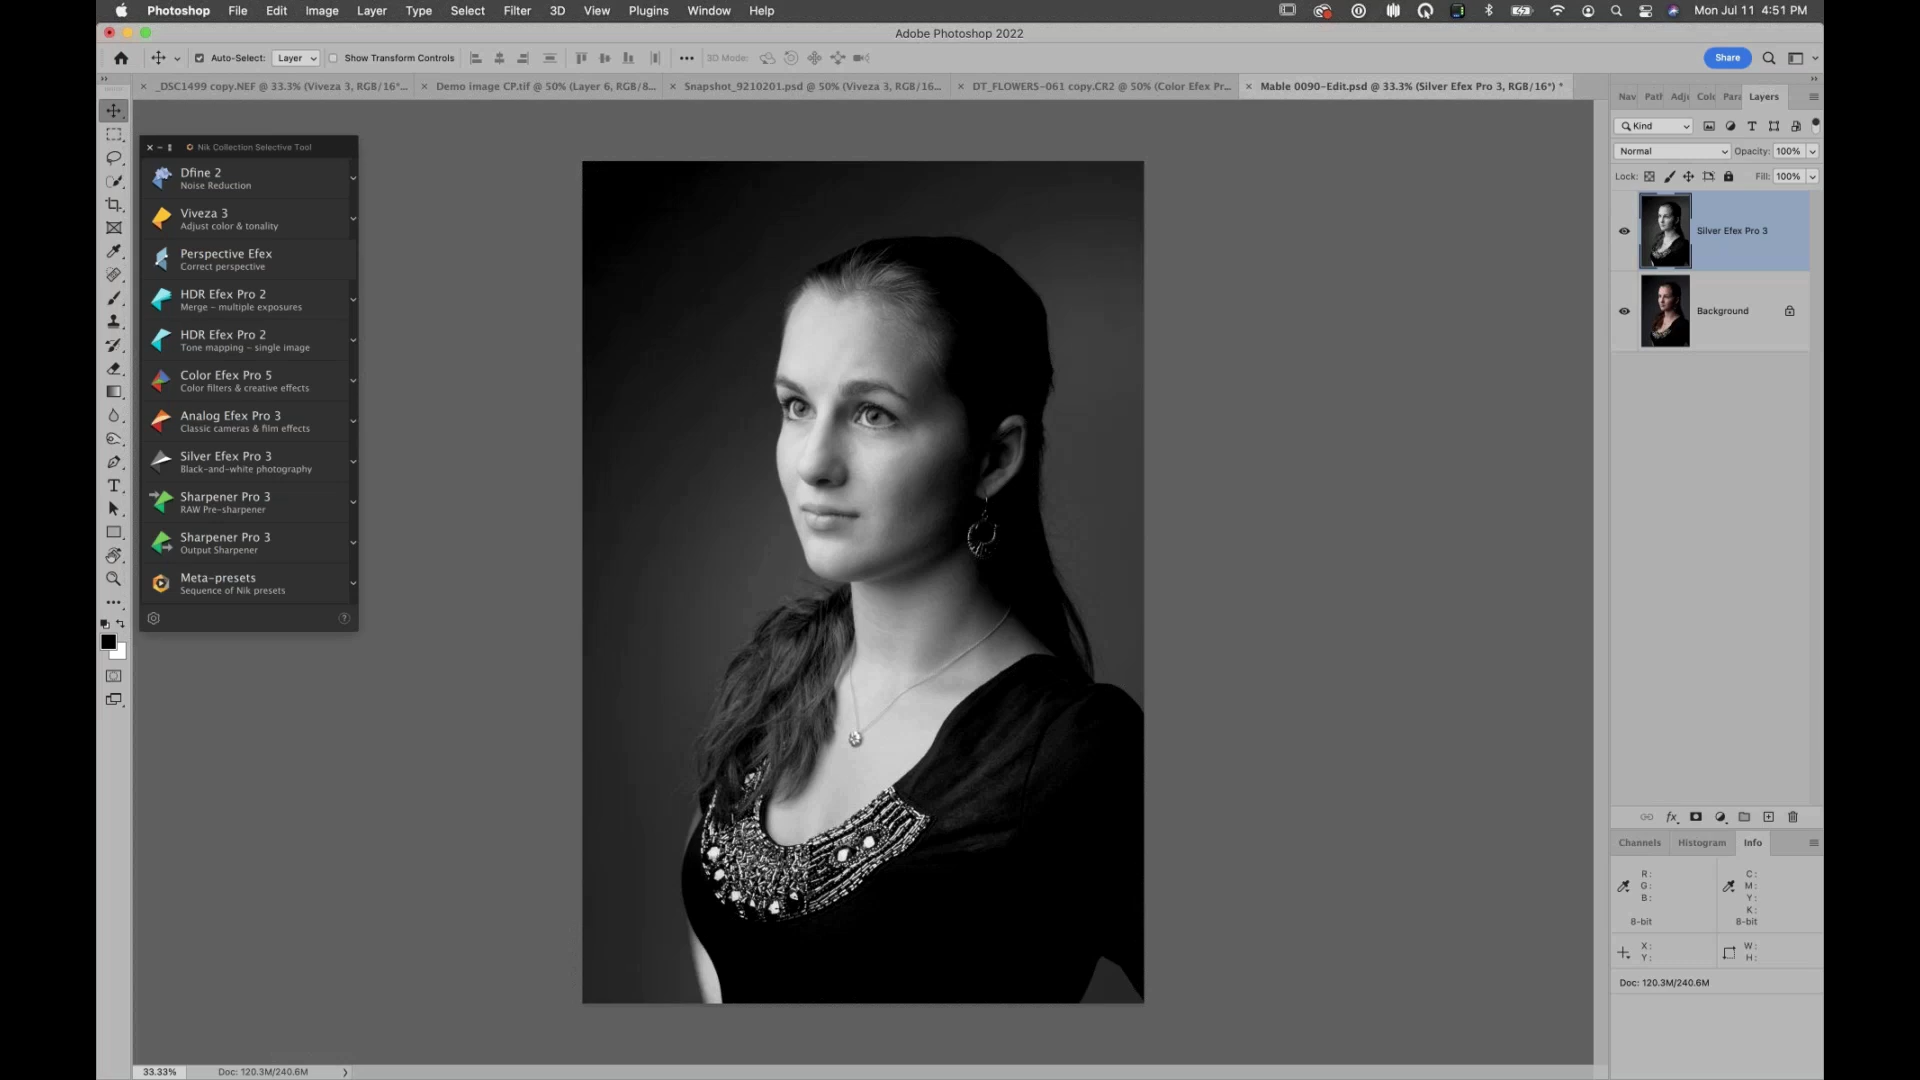 Photoshop File Edit Image Layer Type Select Filter 3D View Plugins Window Help Mon Jul 11 4:51 PM
Adobe Photoshop 2022
Auto-Select: Layer Show Transform Controls 3D Mode: Share
_DSC1499 copy.NEF @ 33.3% (Viveza 3, RGB/16*... Demo image CP.tif @ 50% (Layer 6, RGB/8... Snapshot_9210201.psd @ 50% (Viveza 3, RGB/16... DT_FLOWERS-061 copy.CR2 @ 50% (Color Efex Pr... Mable 0090-Edit.psd @ 33.3% (Silver Efex Pro 3, RGB/16*) *
Nik Collection Selective Tool
Dfine 2
Noise Reduction
Viveza 3
Adjust color & tonality
Perspective Efex
Correct perspective
HDR Efex Pro 2
Merge - multiple exposures
HDR Efex Pro 2
Tone mapping - single image
Color Efex Pro 5
Color filters & creative effects
Analog Efex Pro 3
Classic cameras & film effects
Silver Efex Pro 3
Black-and-white photography
Sharpener Pro 3
RAW Pre-sharpener
Sharpener Pro 3
Output Sharpener
Meta-presets
Sequence of Nik presets
Nav Path Adju Colo Para Layers
Kind
Normal Opacity: 100%
Lock: Fill: 100%
Silver Efex Pro 3
Background
fx
Channels Histogram Info
R: C:
G: M:
B: Y:
K:
8-bit 8-bit
X: W:
Y: H:
Doc: 120.3M/240.6M
33.33% Doc: 120.3M/240.6M